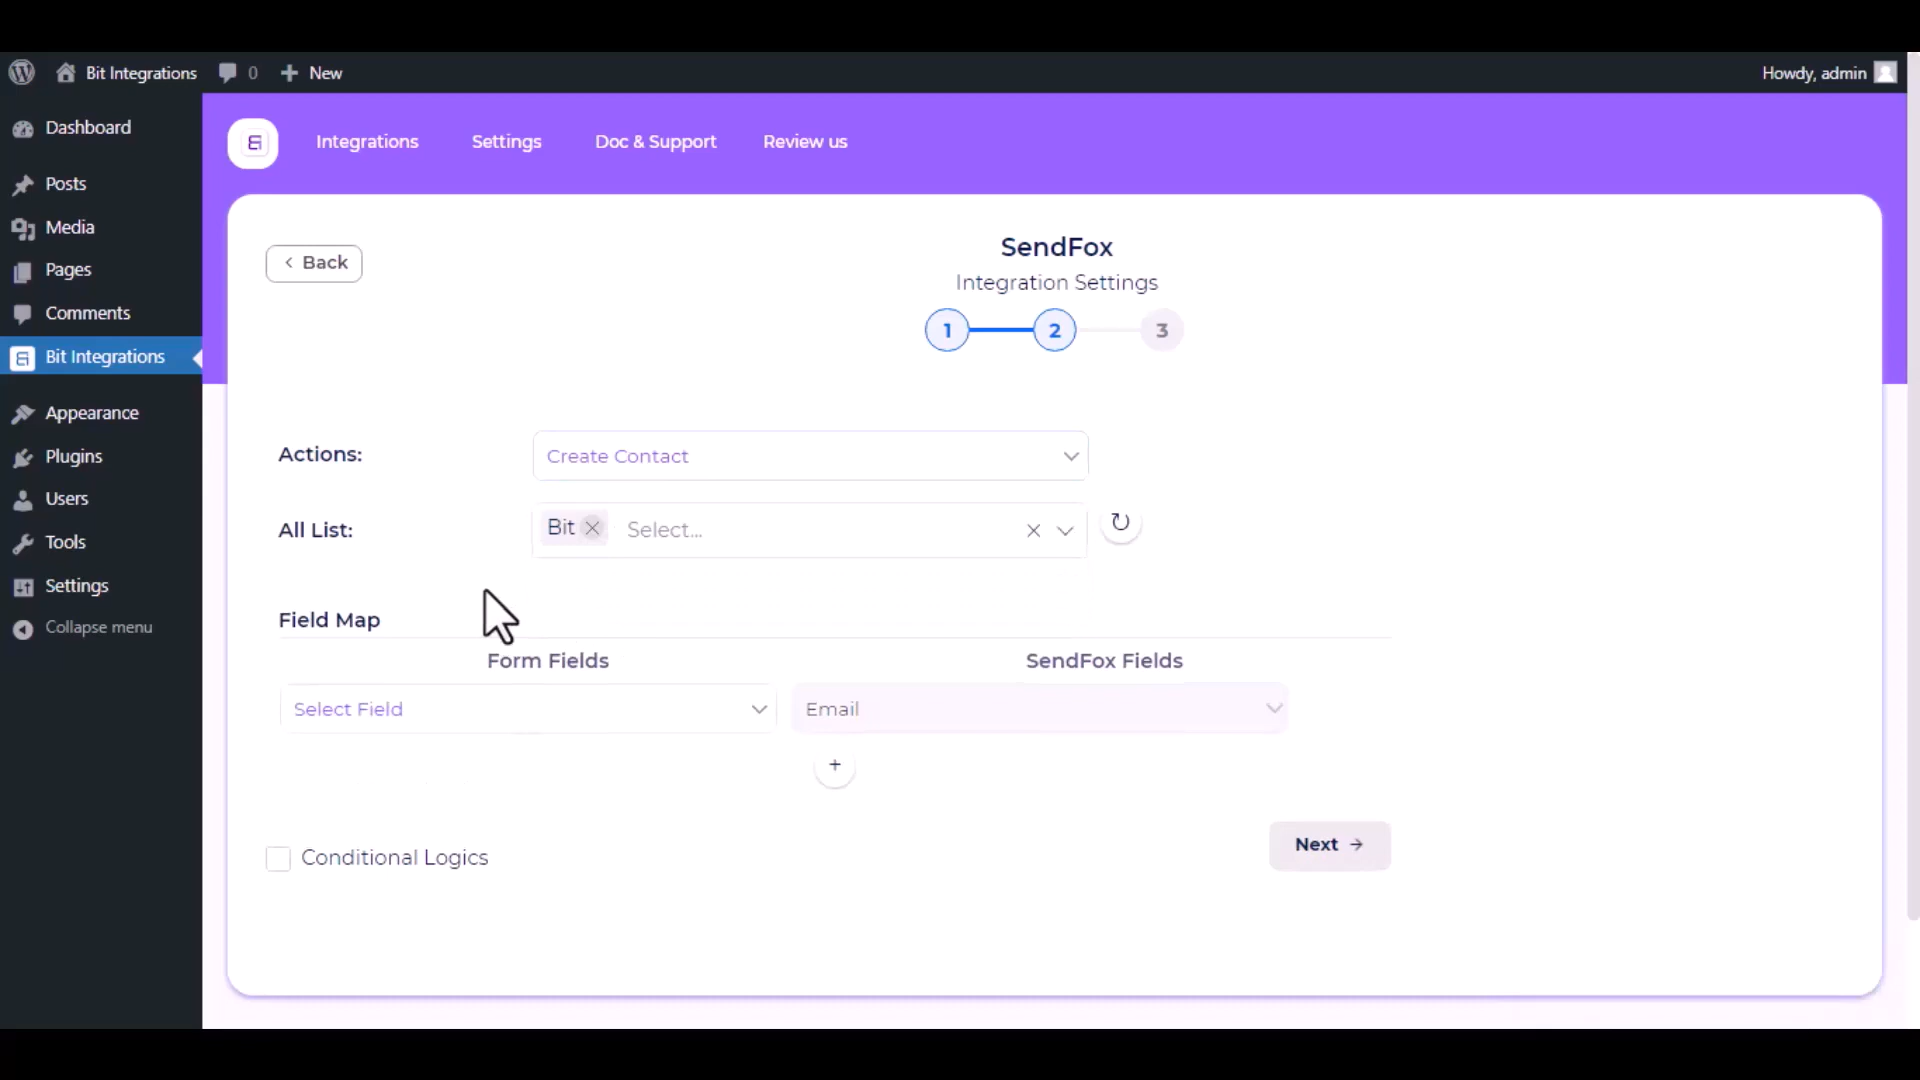 Bit Integrations 0 New Howdy, admin
Dashboard
Posts
Media
Pages
Comments
Bit Integrations
Appearance
Plugins
Users
Tools
Settings
Collapse menu
Integrations Settings Doc & Support Review us
Back
SendFox
Integration Settings
1 2 3
Actions: Create Contact
All List: Bit Select...
Field Map
Form Fields SendFox Fields
Select Field Email
+
Conditional Logics
Next